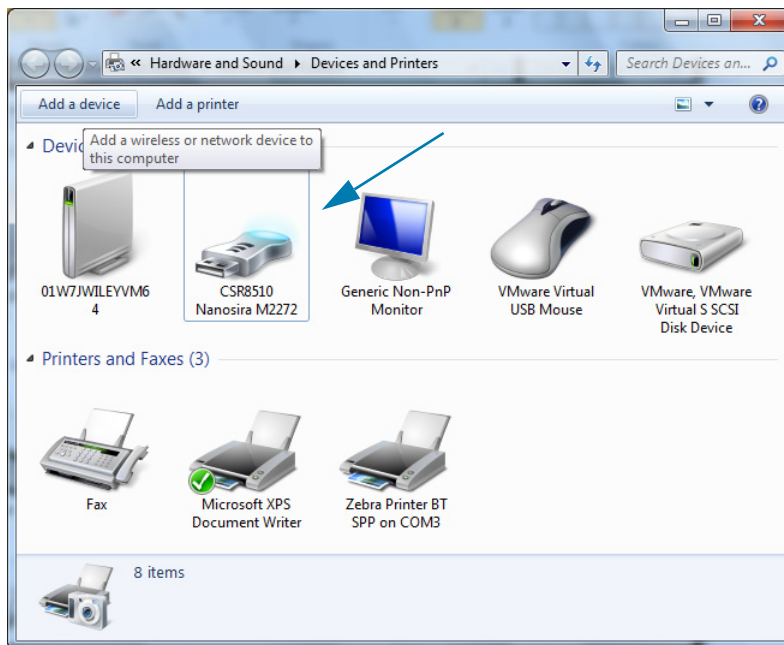 « Hardware and Sound ▸ Devices and Printers
Search Devices an...
Add a device
Add a printer
Devic
Add a wireless or network device to
this computer
01W7JWILEYVM6
4
CSR8510
Nanosira M2272
Generic Non-PnP
Monitor
VMware Virtual
USB Mouse
VMware, VMware
Virtual S SCSI
Disk Device
Printers and Faxes (3)
Fax
Microsoft XPS
Document Writer
Zebra Printer BT
SPP on COM3
8 items